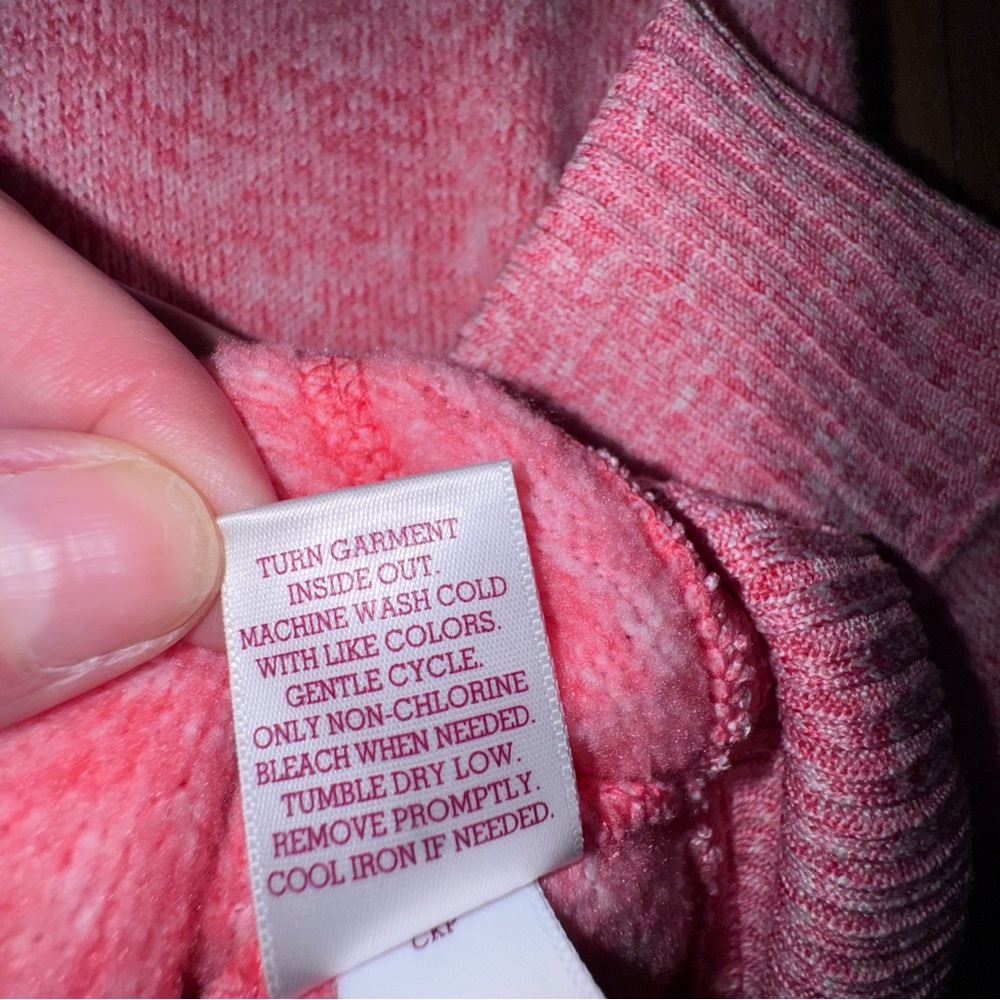 TURN GARMENT
INSIDE OUT.
MACHINE WASH COLD
WITH LIKE COLORS.
GENTLE CYCLE.
ONLY NON-CHLORINE
BLEACH WHEN NEEDED.
TUMBLE DRY LOW.
REMOVE PROMPTLY.
COOL IRON IF NEEDED.